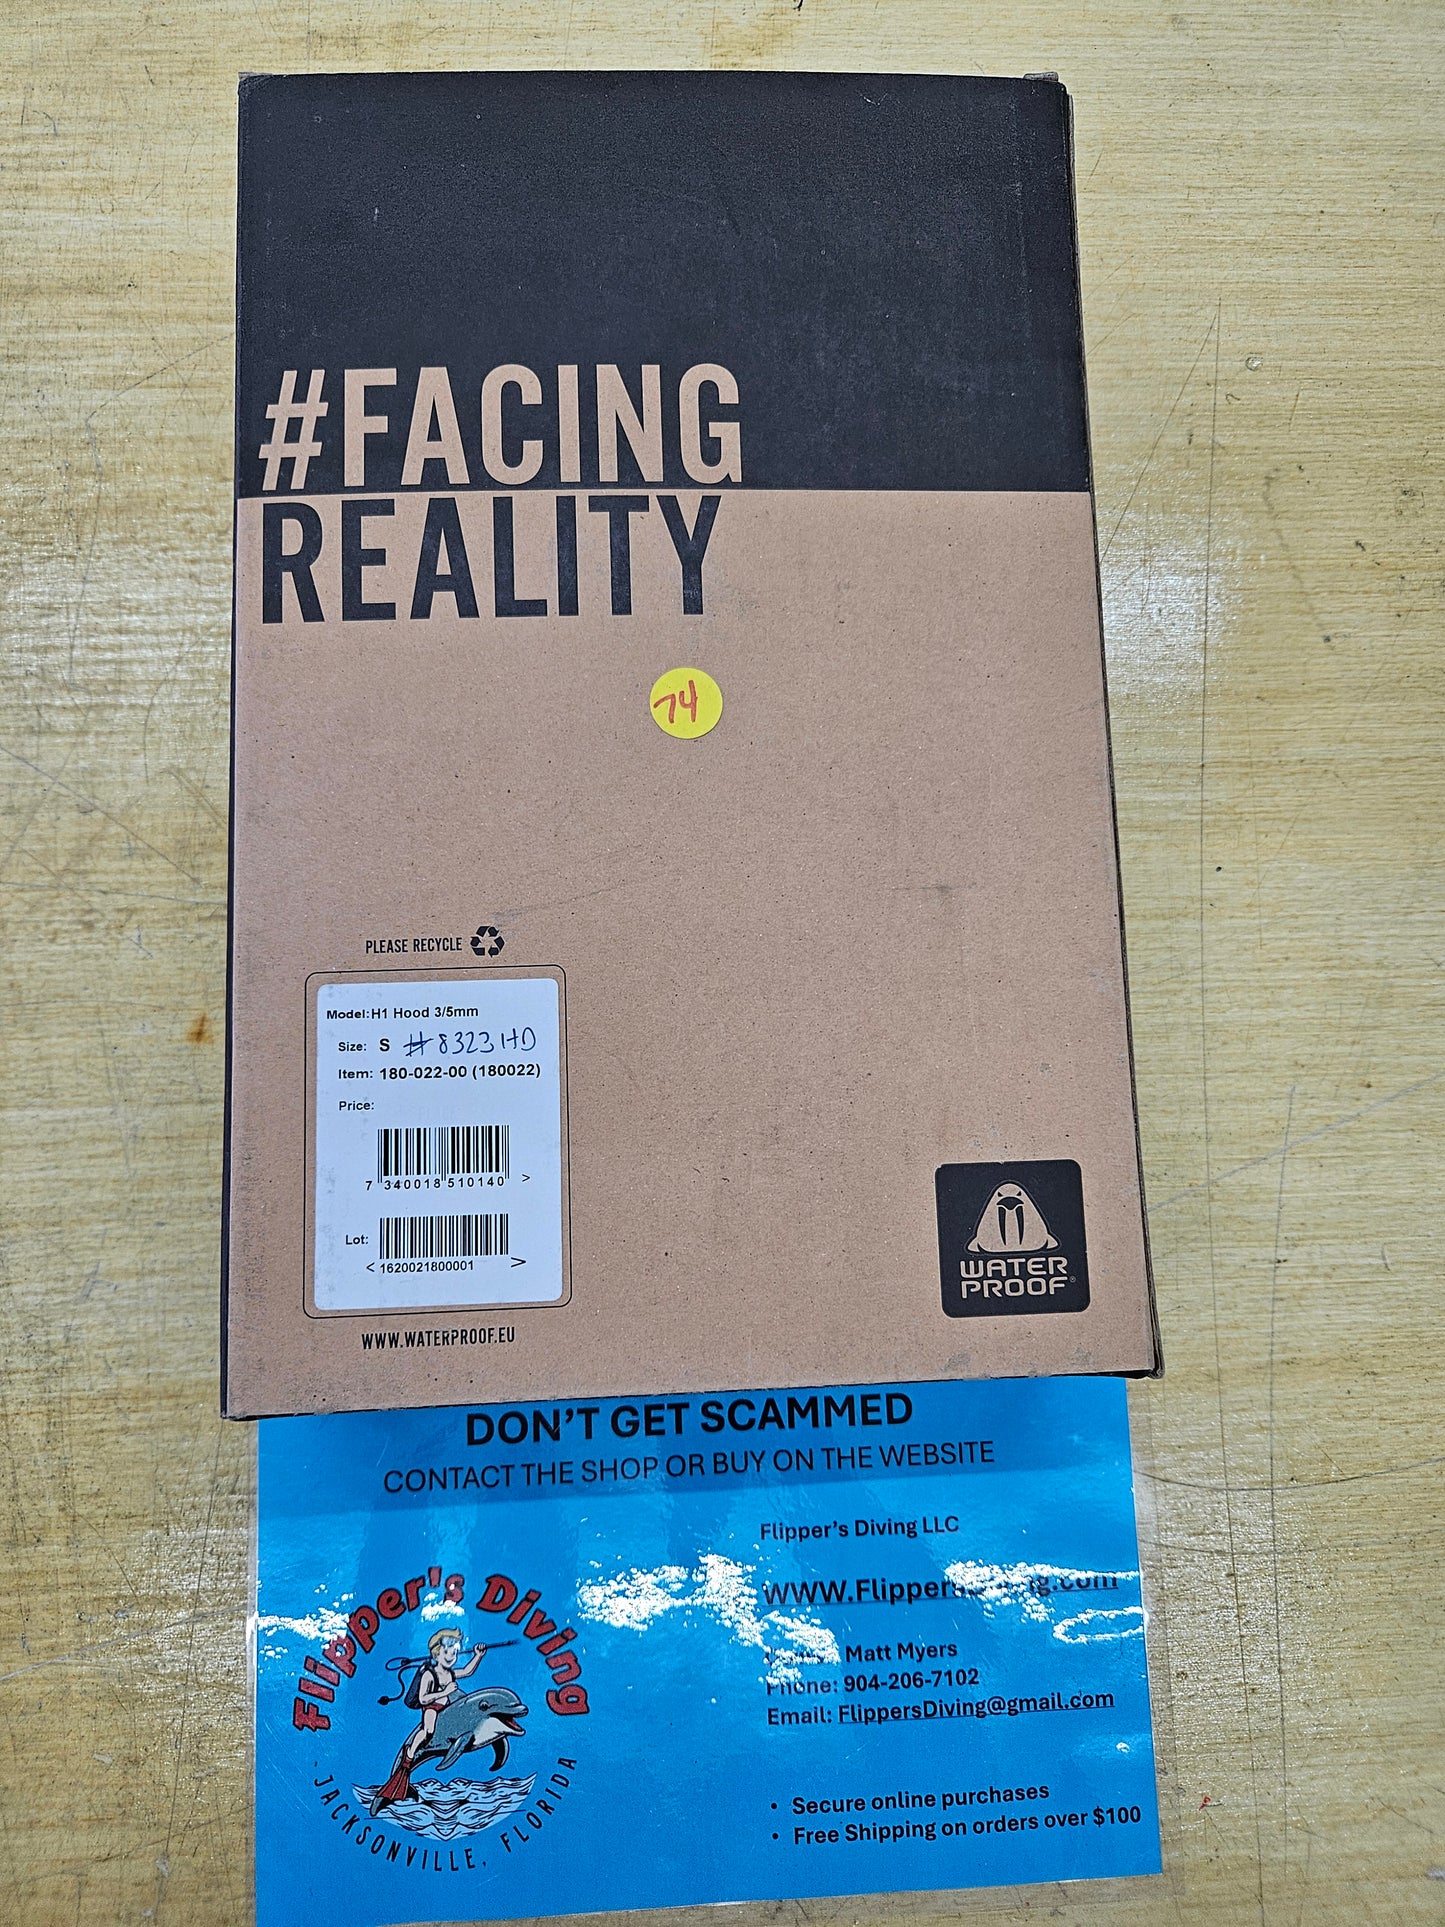 #FACING
REALITY
74
PLEASE RECYCLE
Model: H1 Hood 3/5mm
Size: S #8323HD
Item: 180-022-00 (180022)
Price:
7 340018 510140 >
Lot:
< 1620021800001 >
WWW.WATERPROOF.EU
WATER
PROOF®
DON'T GET SCAMMED
CONTACT THE SHOP OR BUY ON THE WEBSITE
Flipper's Diving LLC
Flipper's Diving
- JACKSONVILLE, FLORIDA
Matt Myers
Phone: 904-206-7102
Email: FlippersDiving@gmail.com
• Secure online purchases
• Free Shipping on orders over $100